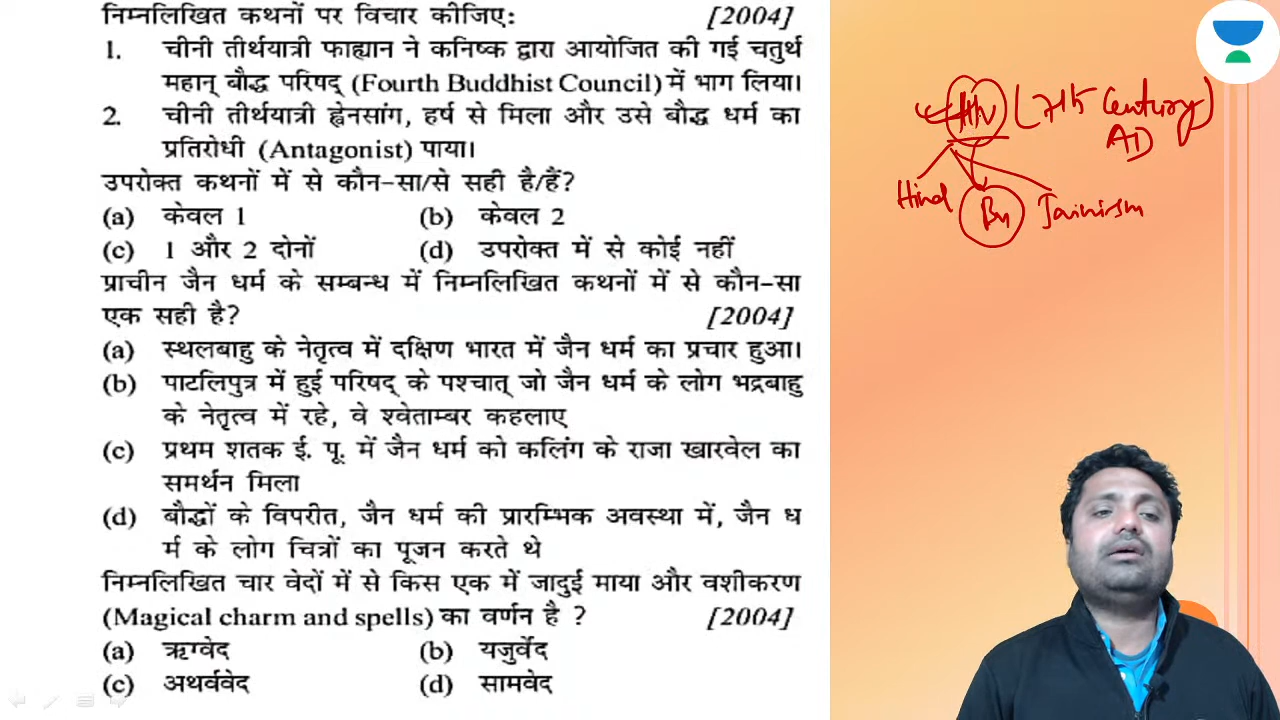 निम्नलिखित कथनों पर विचार कीजिए: [2004]
1. चीनी तीर्थयात्री फाह्यान ने कनिष्क द्वारा आयोजित की गई चतुर्थ
महान् बौद्ध परिषद् (Fourth Buddhist Council) में भाग लिया।
2. चीनी तीर्थयात्री ह्वेनसांग, हर्ष से मिला और उसे बौद्ध धर्म का
प्रतिरोधी (Antagonist) पाया।
उपरोक्त कथनों में से कौन-सा/से सही है/हैं?
(a) केवल 1 (b) केवल 2
(c) 1 और 2 दोनों (d) उपरोक्त में से कोई नहीं
प्राचीन जैन धर्म के सम्बन्ध में निम्नलिखित कथनों में से कौन-सा
एक सही है? [2004]
(a) स्थलबाहु के नेतृत्व में दक्षिण भारत में जैन धर्म का प्रचार हुआ।
(b) पाटलिपुत्र में हुई परिषद् के पश्चात् जो जैन धर्म के लोग भद्रबाहु
के नेतृत्व में रहे, वे श्वेताम्बर कहलाए
(c) प्रथम शतक ई. पू. में जैन धर्म को कलिंग के राजा खारवेल का
समर्थन मिला
(d) बौद्धों के विपरीत, जैन धर्म की प्रारम्भिक अवस्था में, जैन ध
र्म के लोग चित्रों का पूजन करते थे
निम्नलिखित चार वेदों में से किस एक में जादुई माया और वशीकरण
(Magical charm and spells) का वर्णन है ? [2004]
(a) ऋग्वेद (b) यजुर्वेद
(c) अथर्ववेद (d) सामवेद
(7th Century)
AD
Hind Bu Jainism